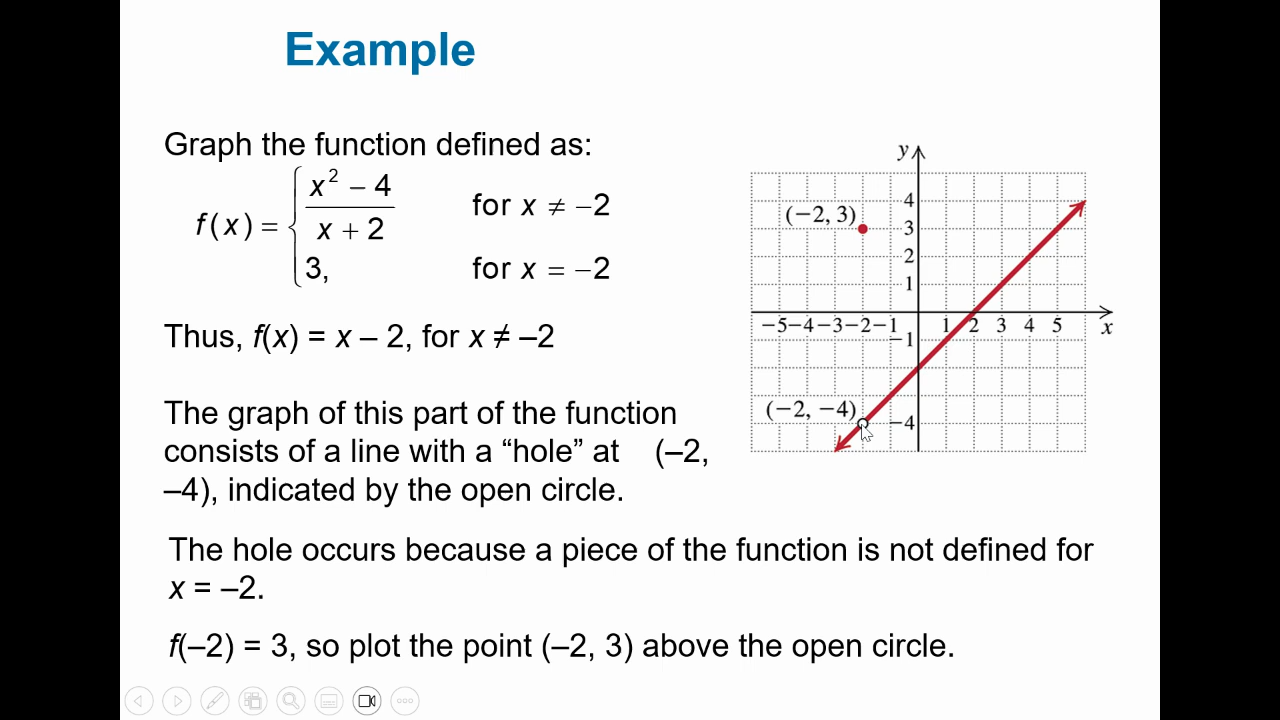 Example
Graph the function defined as:
x² − 4
for x ≠ −2
f(x) =
x + 2
3,
for x = −2
Thus, f(x) = x – 2, for x ≠ –2
The graph of this part of the function
consists of a line with a “hole” at (–2,
–4), indicated by the open circle.
y
4
(−2, 3)
3
2
1
−5−4−3−2−1 1 2 3 4 5 x
−1
(−2, −4)
−4
The hole occurs because a piece of the function is not defined for
x = –2.
f(–2) = 3, so plot the point (–2, 3) above the open circle.